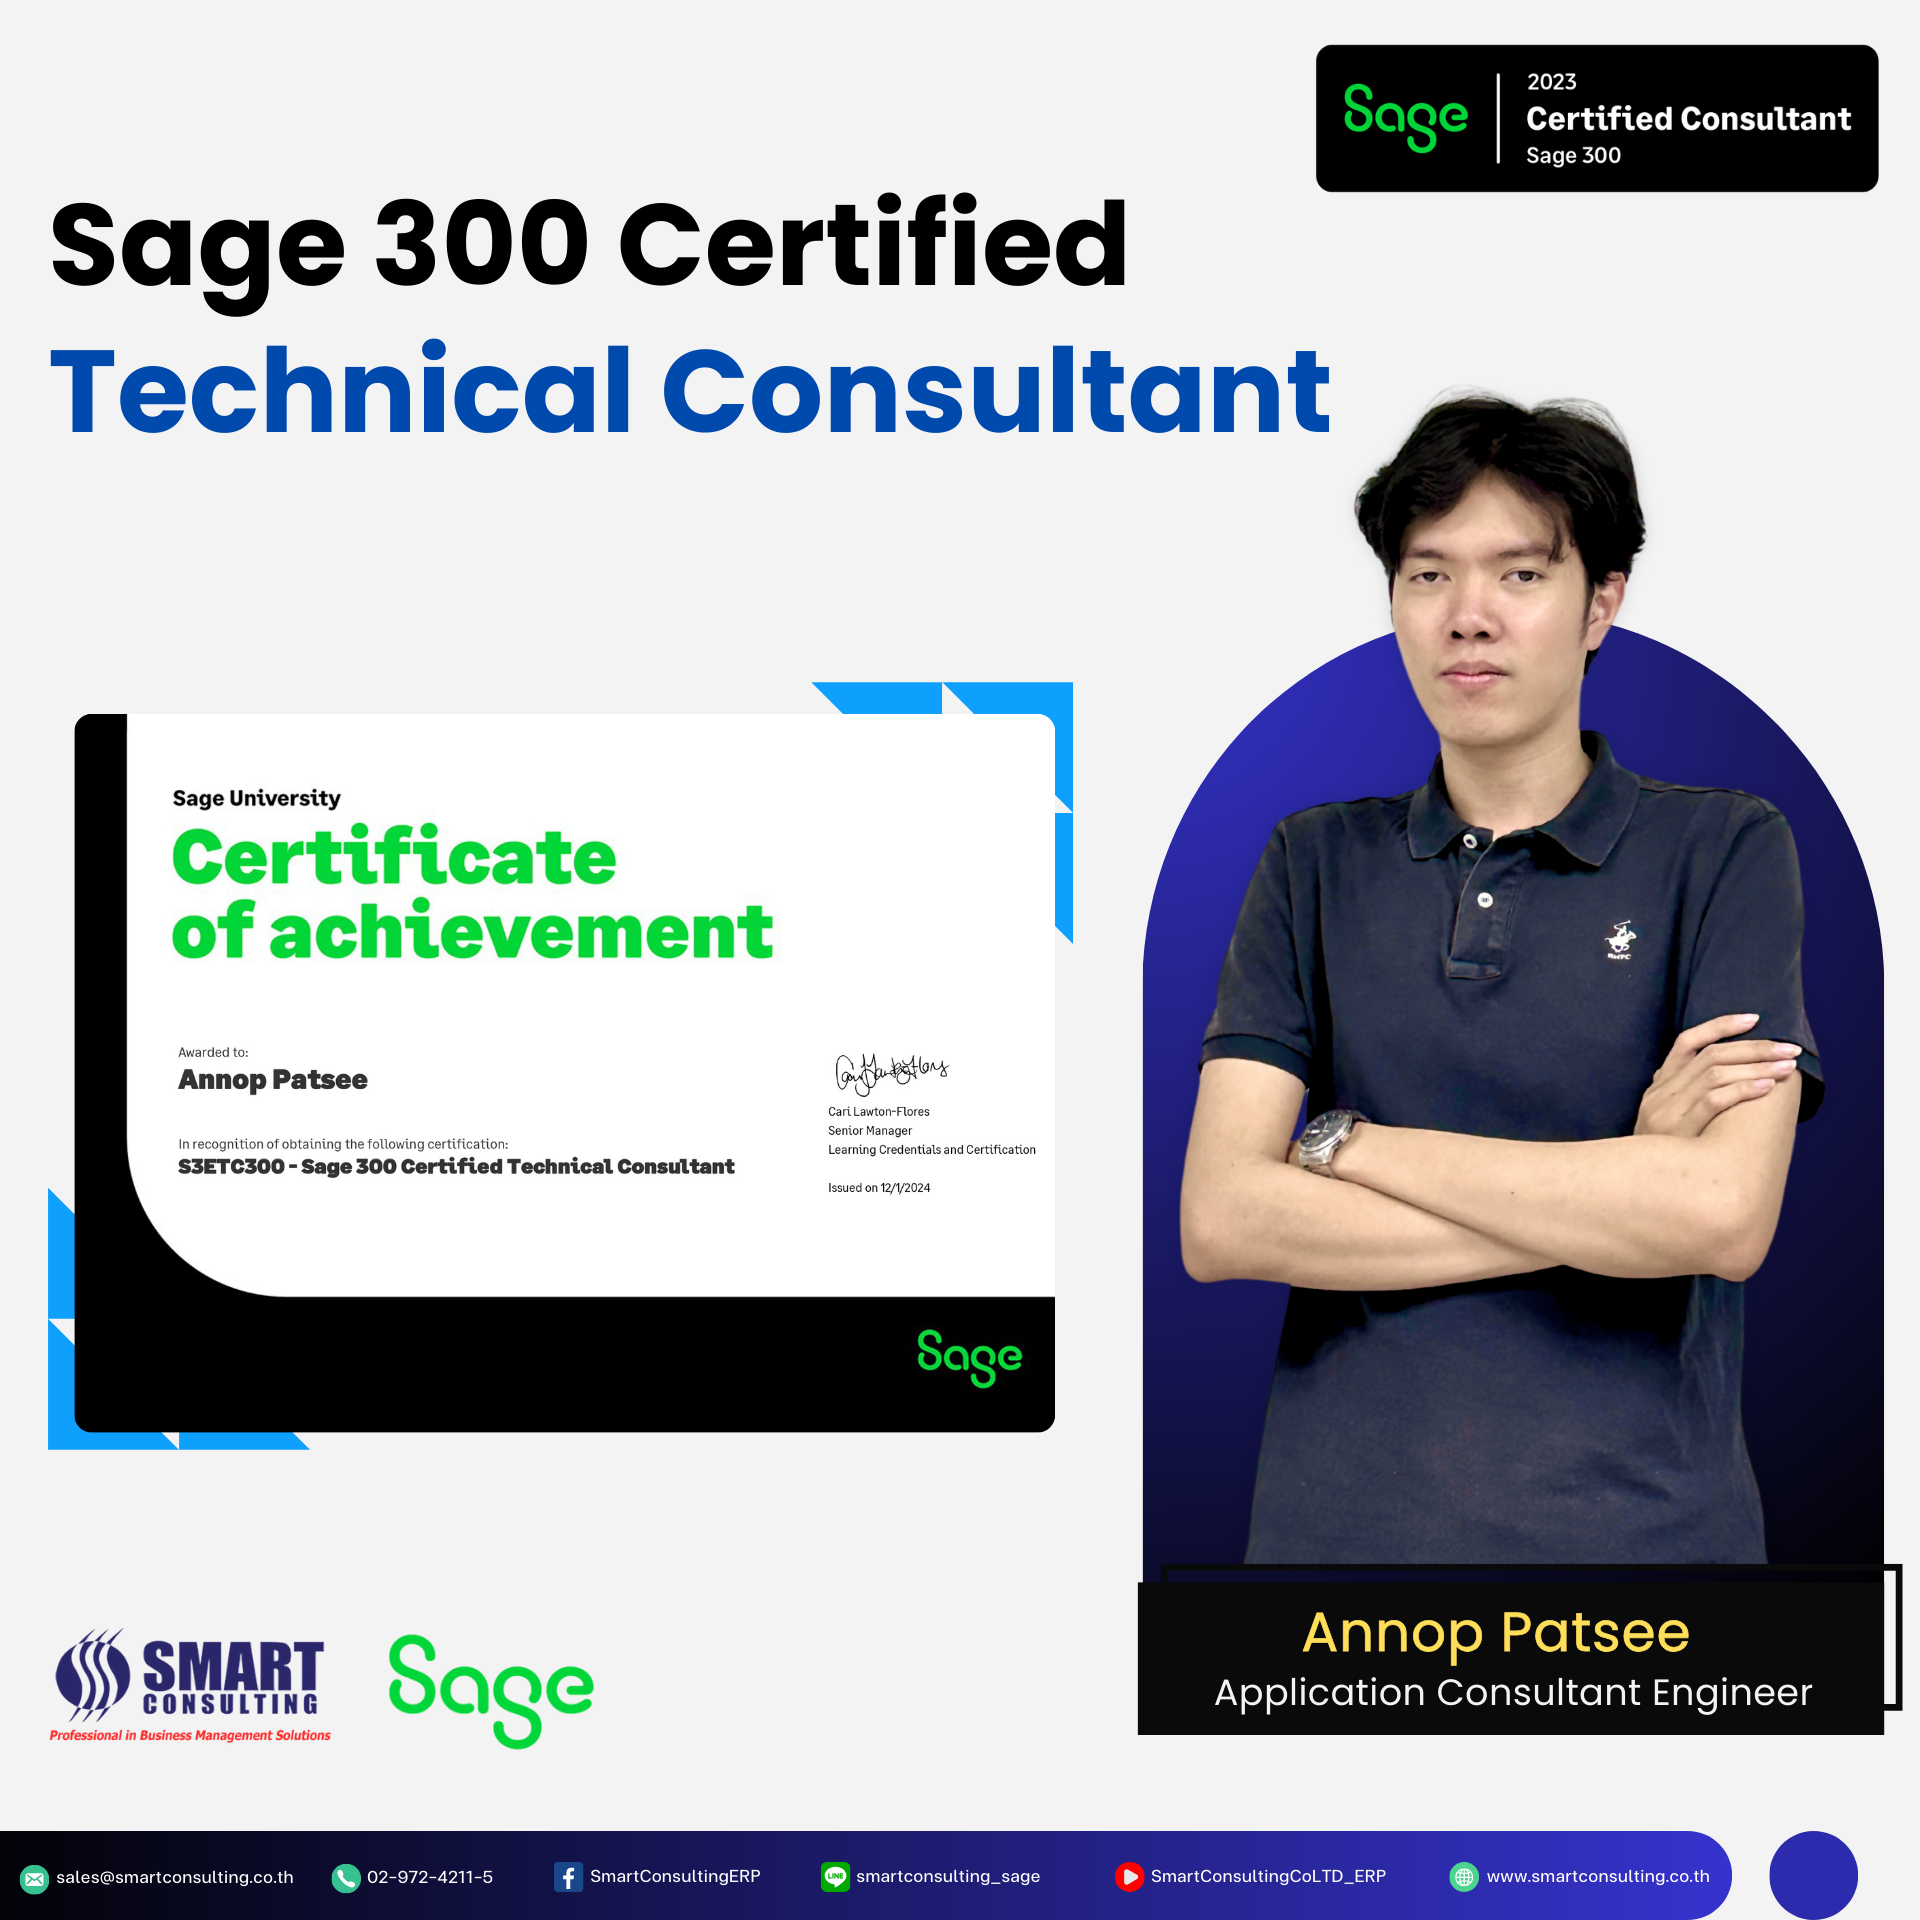 Sage
2023
Certified Consultant
Sage 300
Sage 300 Certified
Technical Consultant
Sage University
Certificate
of achievement
Awarded to:
Annop Patsee
In recognition of obtaining the following certification:
S3ETC300 - Sage 300 Certified Technical Consultant
Cari Lawton-Flores
Senior Manager
Learning Credentials and Certification
Issued on 12/1/2024
Sage
BHPC
Annop Patsee
Application Consultant Engineer
SMART
CONSULTING
Professional in Business Management Solutions
Sage
sales@smartconsulting.co.th
02-972-4211-5
SmartConsultingERP
LINE
smartconsulting_sage
SmartConsultingCoLTD_ERP
www.smartconsulting.co.th